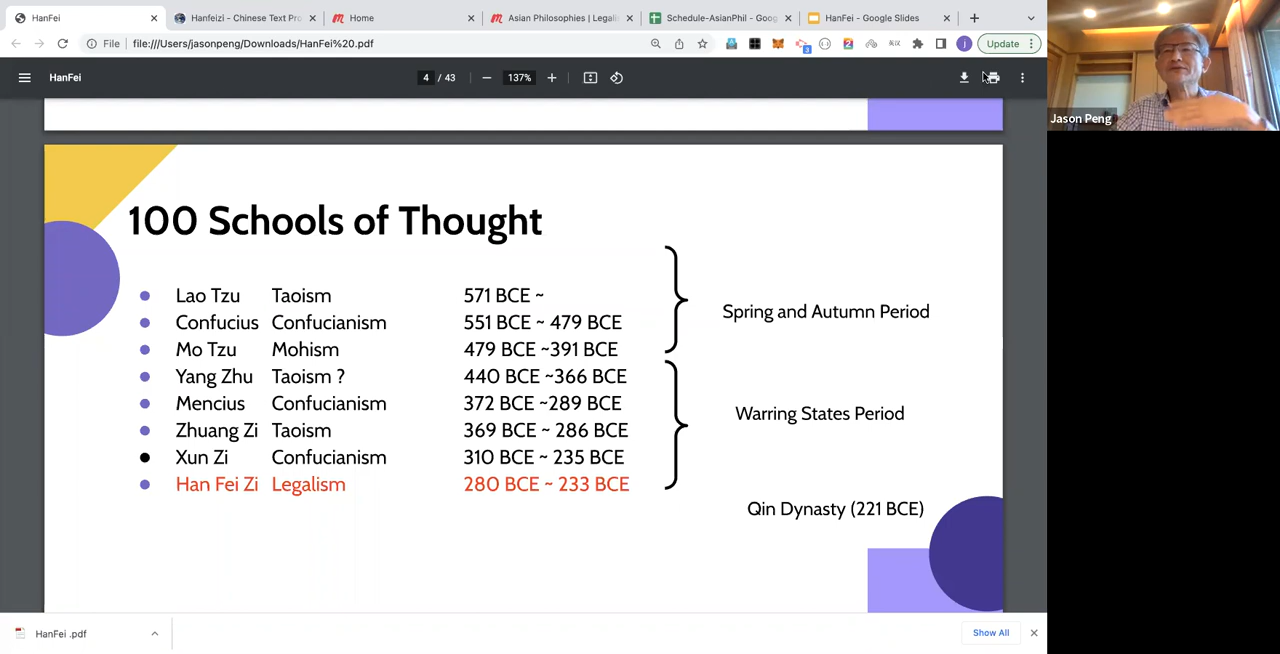 HanFei
Hanfeizi - Chinese Text Pro
Home
Asian Philosophies | Legali
Schedule-AsianPhil - Goog
HanFei - Google Slides
File
file:///Users/jasonpeng/Downloads/HanFei%20.pdf
Update
HanFei
4 / 43
137%
Jason Peng
100 Schools of Thought
Lao Tzu Taoism 571 BCE ~
Confucius Confucianism 551 BCE ~ 479 BCE
Mo Tzu Mohism 479 BCE ~391 BCE
Yang Zhu Taoism ? 440 BCE ~366 BCE
Mencius Confucianism 372 BCE ~289 BCE
Zhuang Zi Taoism 369 BCE ~ 286 BCE
Xun Zi Confucianism 310 BCE ~ 235 BCE
Han Fei Zi Legalism 280 BCE ~ 233 BCE
Spring and Autumn Period
Warring States Period
Qin Dynasty (221 BCE)
HanFei .pdf
Show All